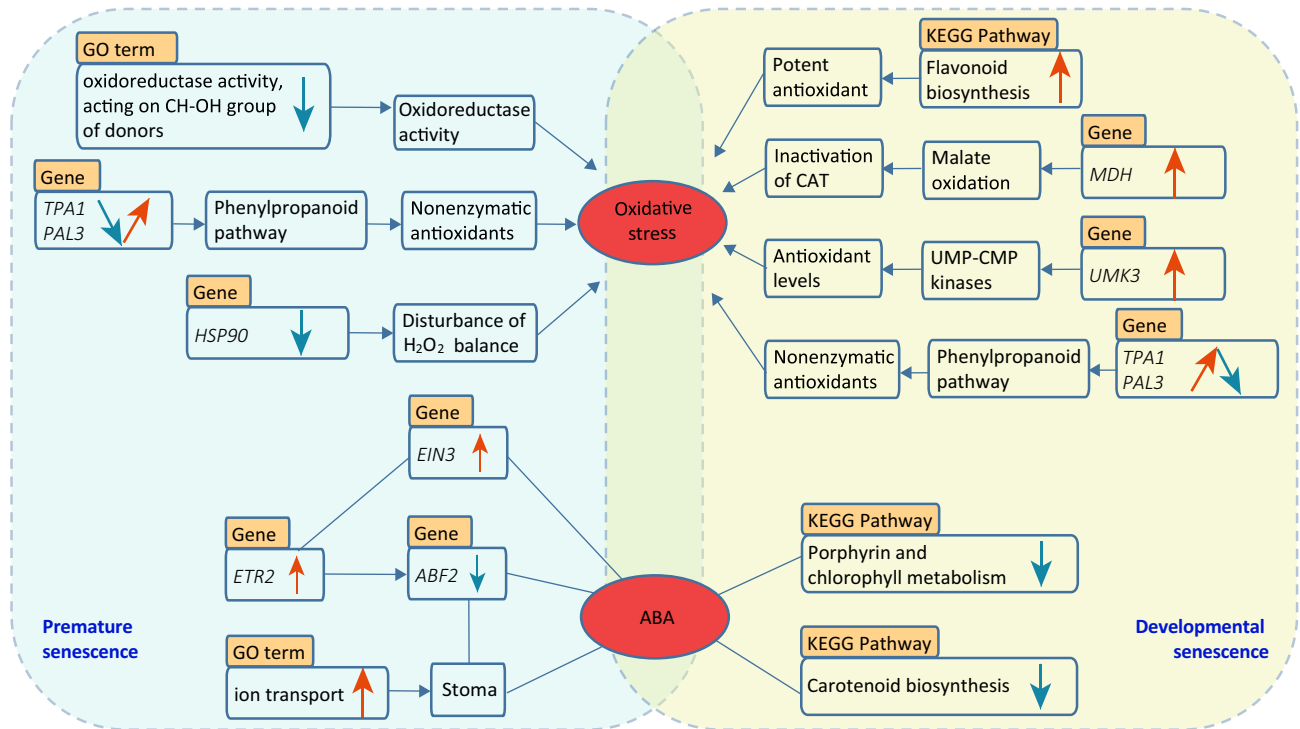 GO term
oxidoreductase activity,
acting on CH-OH group
of donors
Oxidoreductase
activity
Gene
TPA1
PAL3
Phenylpropanoid
pathway
Nonenzymatic
antioxidants
Gene
HSP90
Disturbance of
H₂O₂ balance
Oxidative
stress
KEGG Pathway
Flavonoid
biosynthesis
Potent
antioxidant
Gene
MDH
Malate
oxidation
Inactivation
of CAT
Gene
UMK3
UMP-CMP
kinases
Antioxidant
levels
Gene
TPA1
PAL3
Phenylpropanoid
pathway
Nonenzymatic
antioxidants
Gene
EIN3
Gene
ETR2
Gene
ABF2
GO term
ion transport
Stoma
ABA
KEGG Pathway
Porphyrin and
chlorophyll metabolism
KEGG Pathway
Carotenoid biosynthesis
Premature
senescence
Developmental
senescence